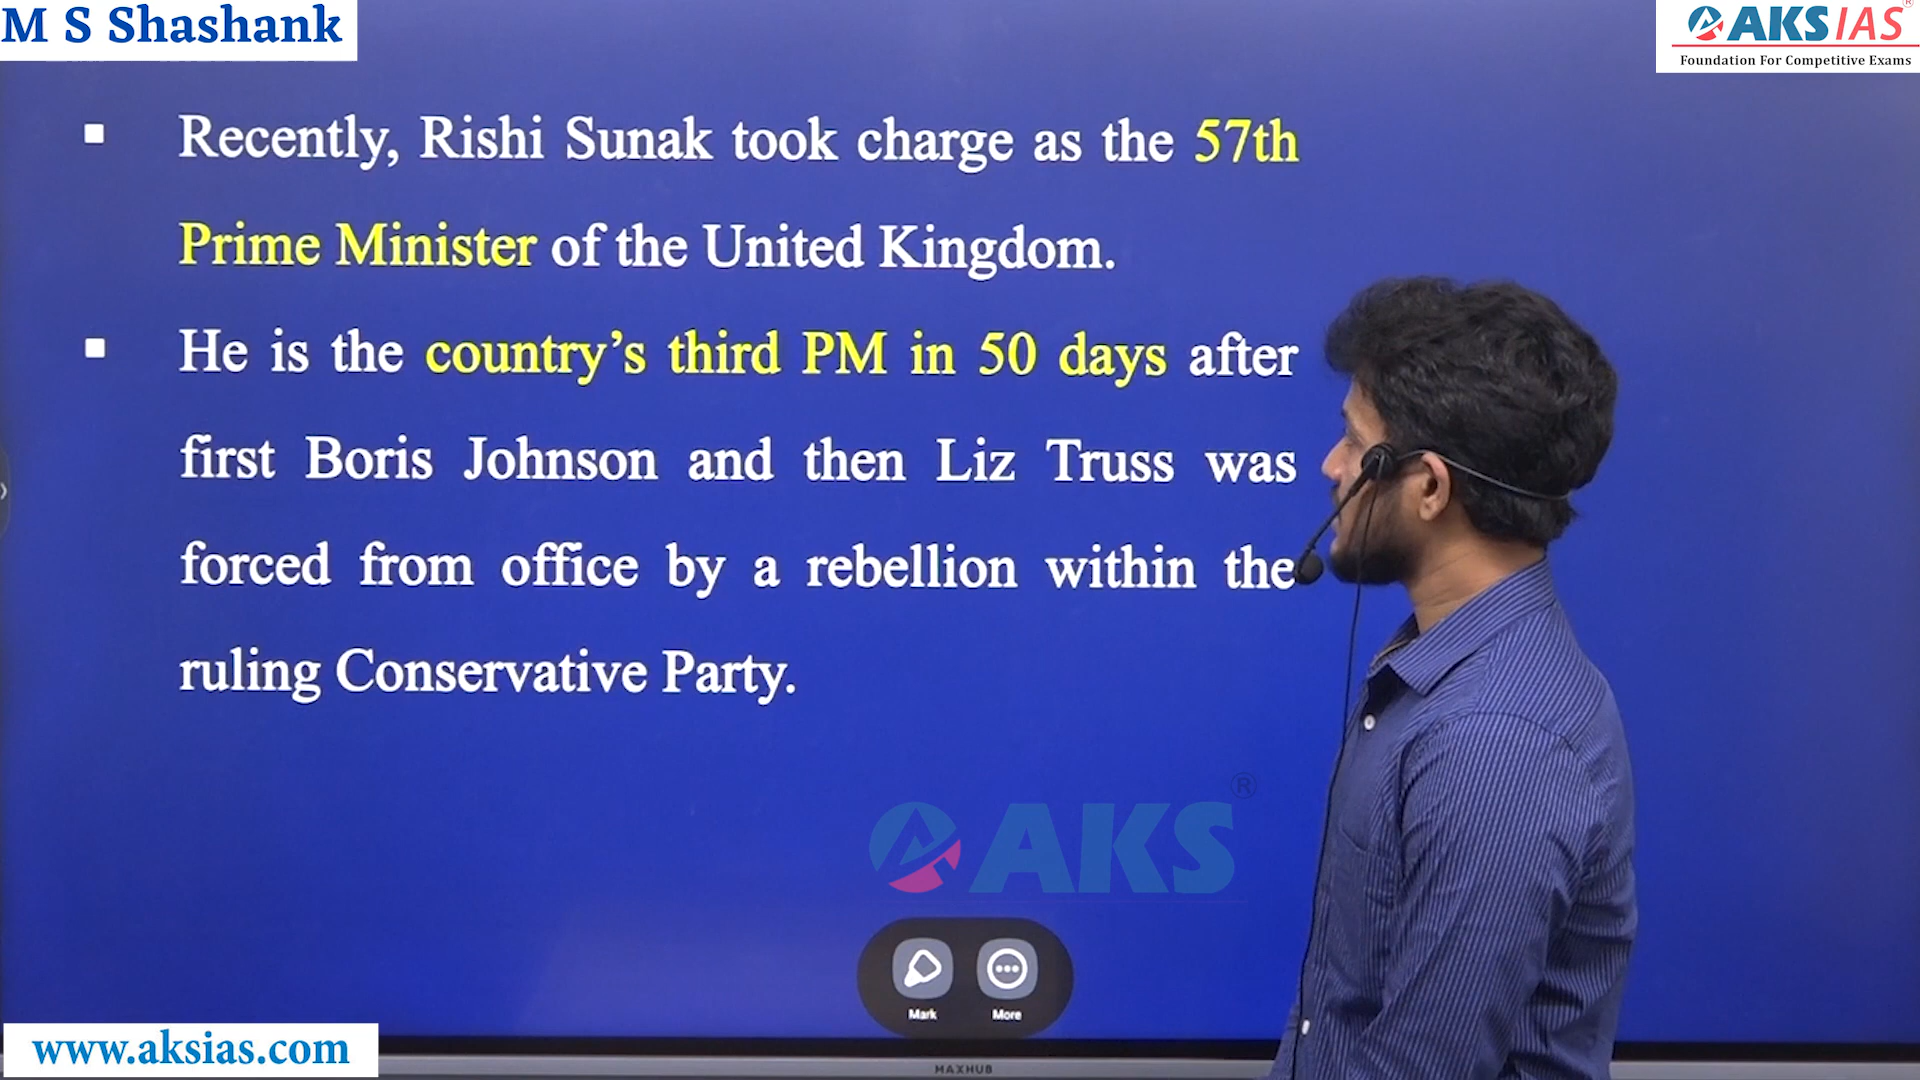 M S Shashank
AKS IAS ®
Foundation For Competitive Exams
Recently, Rishi Sunak took charge as the 57th
Prime Minister of the United Kingdom.
He is the country’s third PM in 50 days after
first Boris Johnson and then Liz Truss was
forced from office by a rebellion within the
ruling Conservative Party.
AKS ®
Mark More
www.aksias.com
MAXHUB